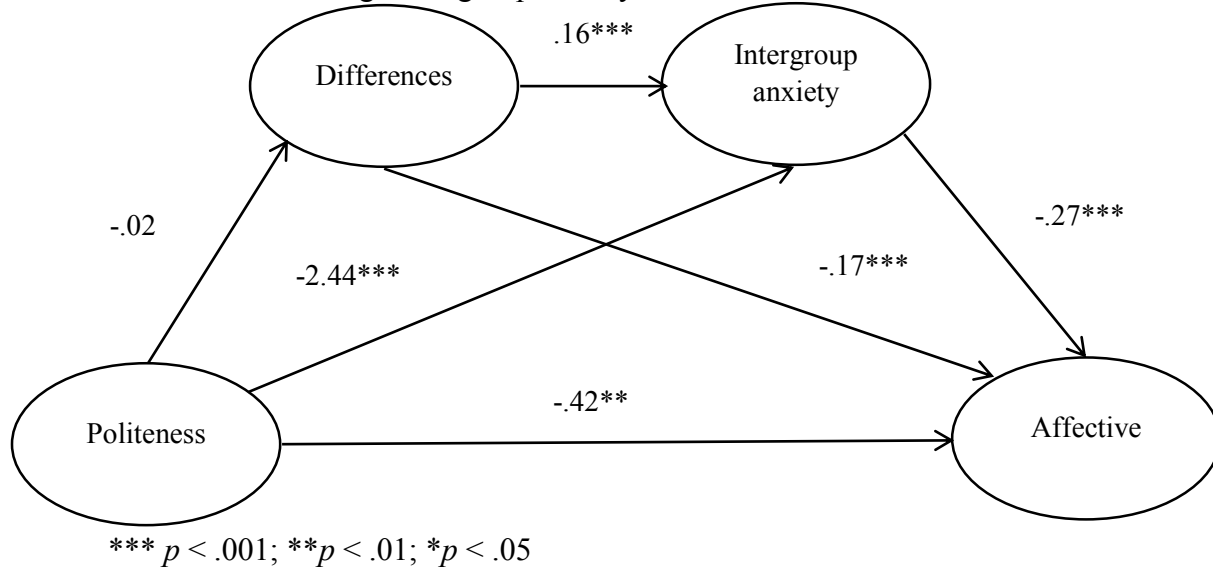 .16***
Differences
Intergroup
anxiety
-.02
-.27***
-2.44***
-.17***
-.42**
Politeness
Affective
*** p < .001; **p < .01; *p < .05